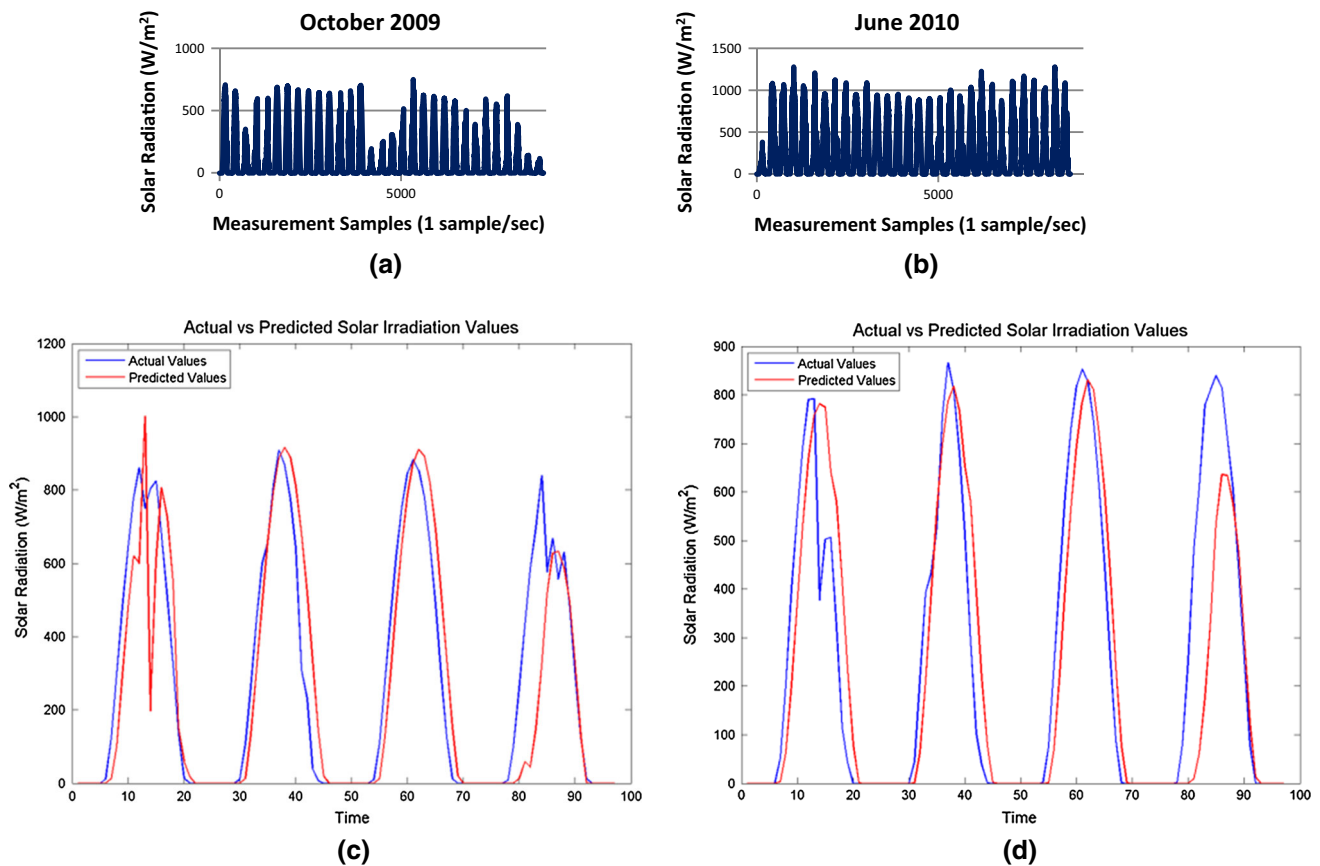 October 2009
Solar Radiation (W/m²)
1000
500
0
0
5000
Measurement Samples (1 sample/sec)
(a)
June 2010
Solar Radiation (W/m²)
1500
1000
500
0
0
5000
Measurement Samples (1 sample/sec)
(b)
Actual vs Predicted Solar Irradiation Values
Actual Values
Predicted Values
Solar Radiation (W/m²)
1200
1000
800
600
400
200
0
0 10 20 30 40 50 60 70 80 90 100
Time
(c)
Actual vs Predicted Solar Irradiation Values
Actual Values
Predicted Values
Solar Radiation (W/m²)
900
800
700
600
500
400
300
200
100
0
0 10 20 30 40 50 60 70 80 90 100
Time
(d)